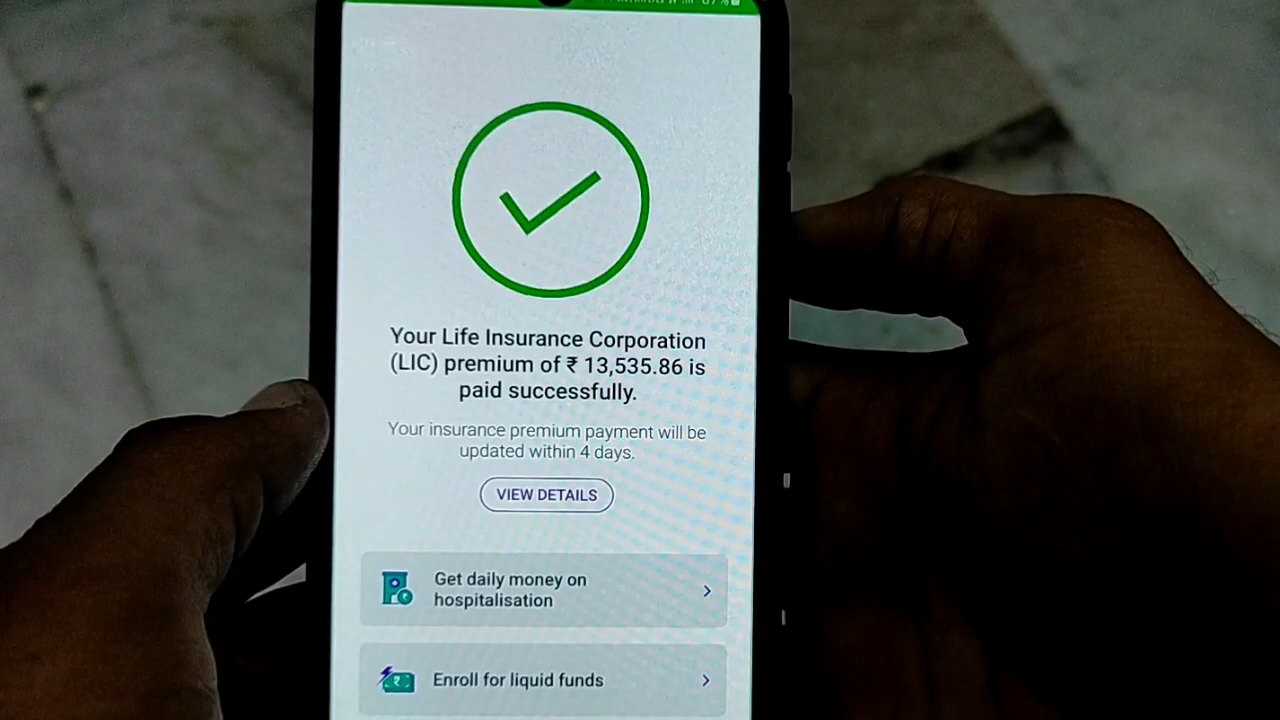 Your Life Insurance Corporation
(LIC) premium of ₹ 13,535.86 is
paid successfully.
Your insurance premium payment will be
updated within 4 days.
VIEW DETAILS
Get daily money on
hospitalisation
Enroll for liquid funds